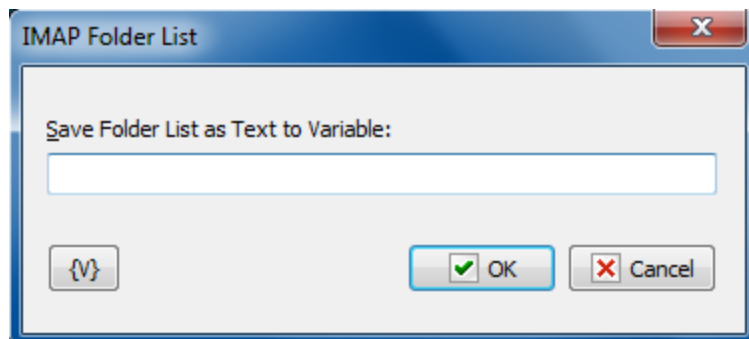 IMAP Folder List
Save Folder List as Text to Variable:
{V}
OK
Cancel